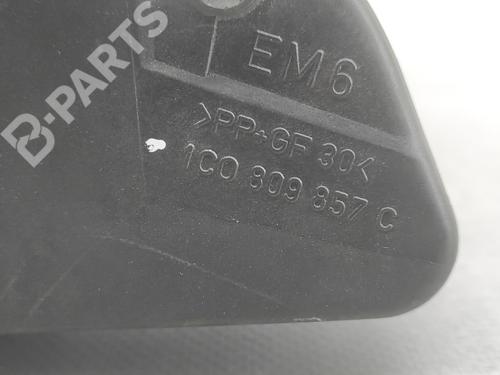 B-PARTS
EM6
>PP+GF 30<
1C0 809 857 C